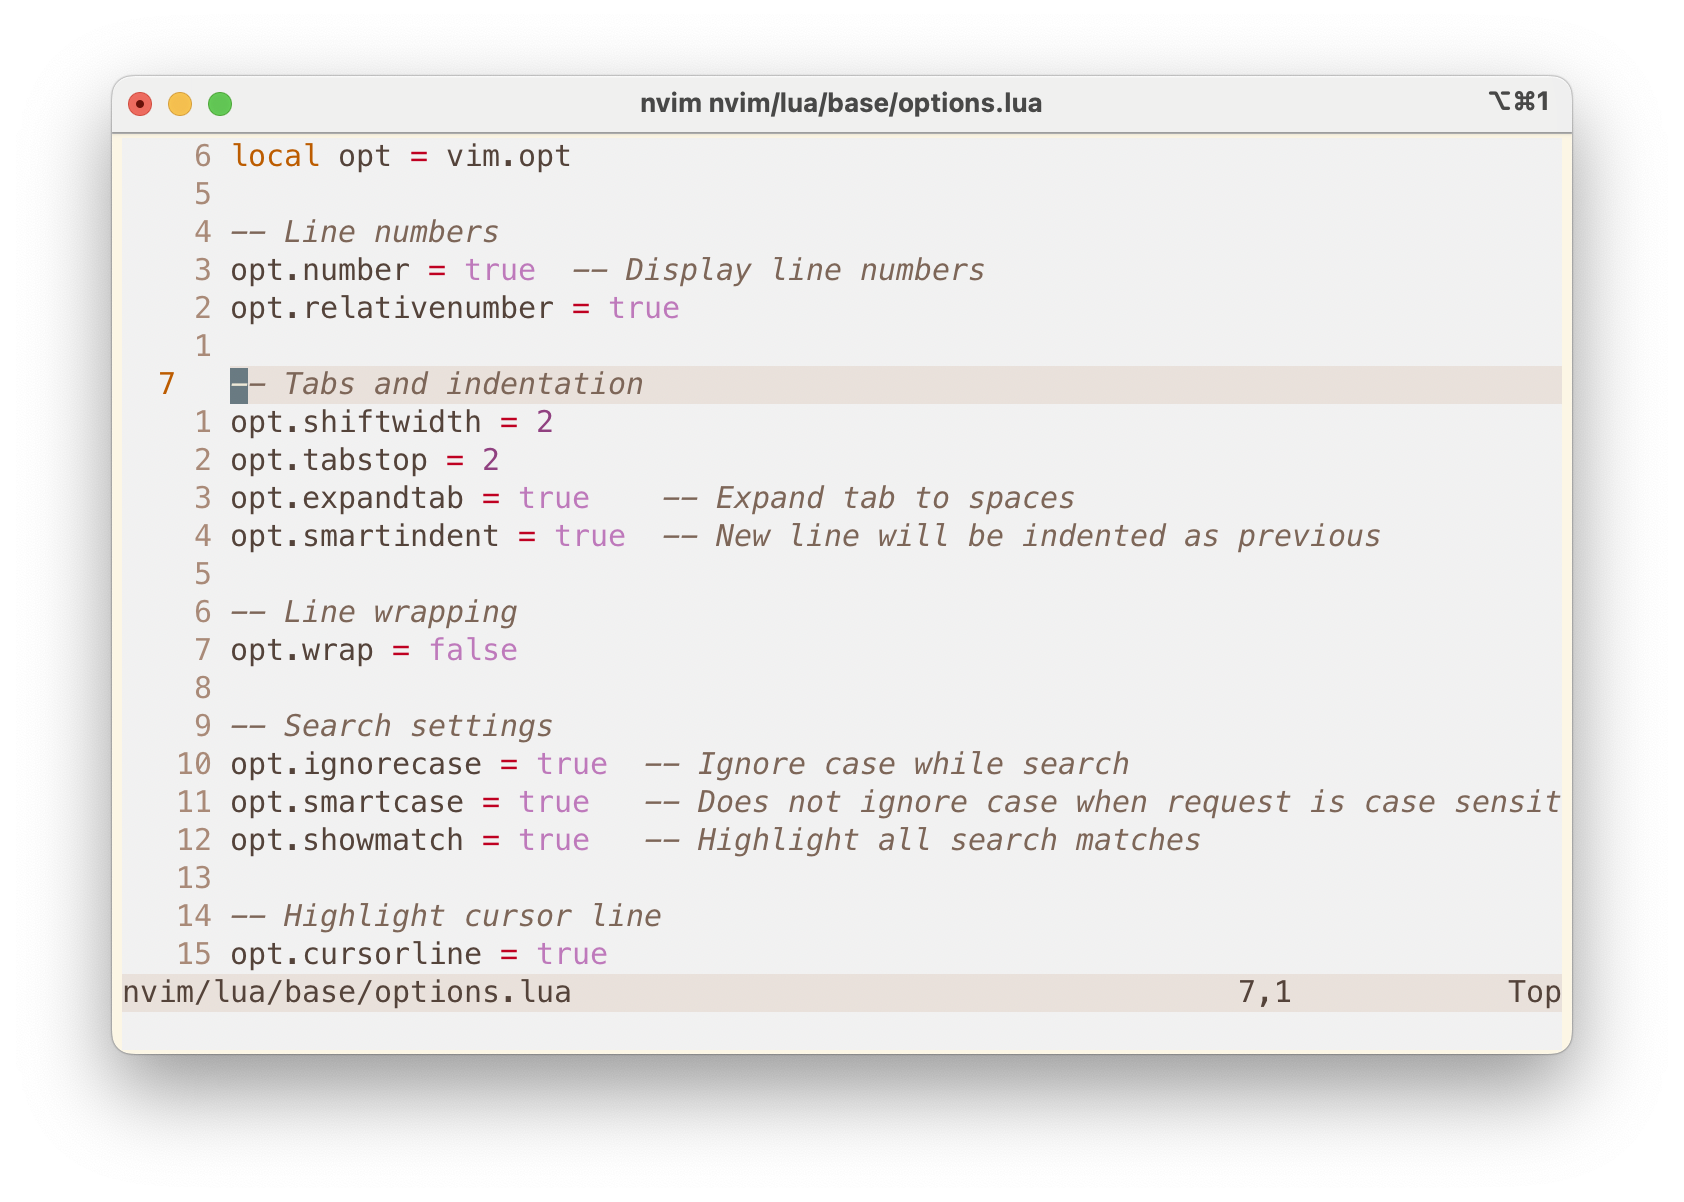 nvim nvim/lua/base/options.lua ⌥⌘1
6 local opt = vim.opt
5
4 -- Line numbers
3 opt.number = true  -- Display line numbers
2 opt.relativenumber = true
1
7 -- Tabs and indentation
1 opt.shiftwidth = 2
2 opt.tabstop = 2
3 opt.expandtab = true    -- Expand tab to spaces
4 opt.smartindent = true  -- New line will be indented as previous
5
6 -- Line wrapping
7 opt.wrap = false
8
9 -- Search settings
10 opt.ignorecase = true  -- Ignore case while search
11 opt.smartcase = true   -- Does not ignore case when request is case sensit
12 opt.showmatch = true   -- Highlight all search matches
13
14 -- Highlight cursor line
15 opt.cursorline = true
nvim/lua/base/options.lua 7,1 Top